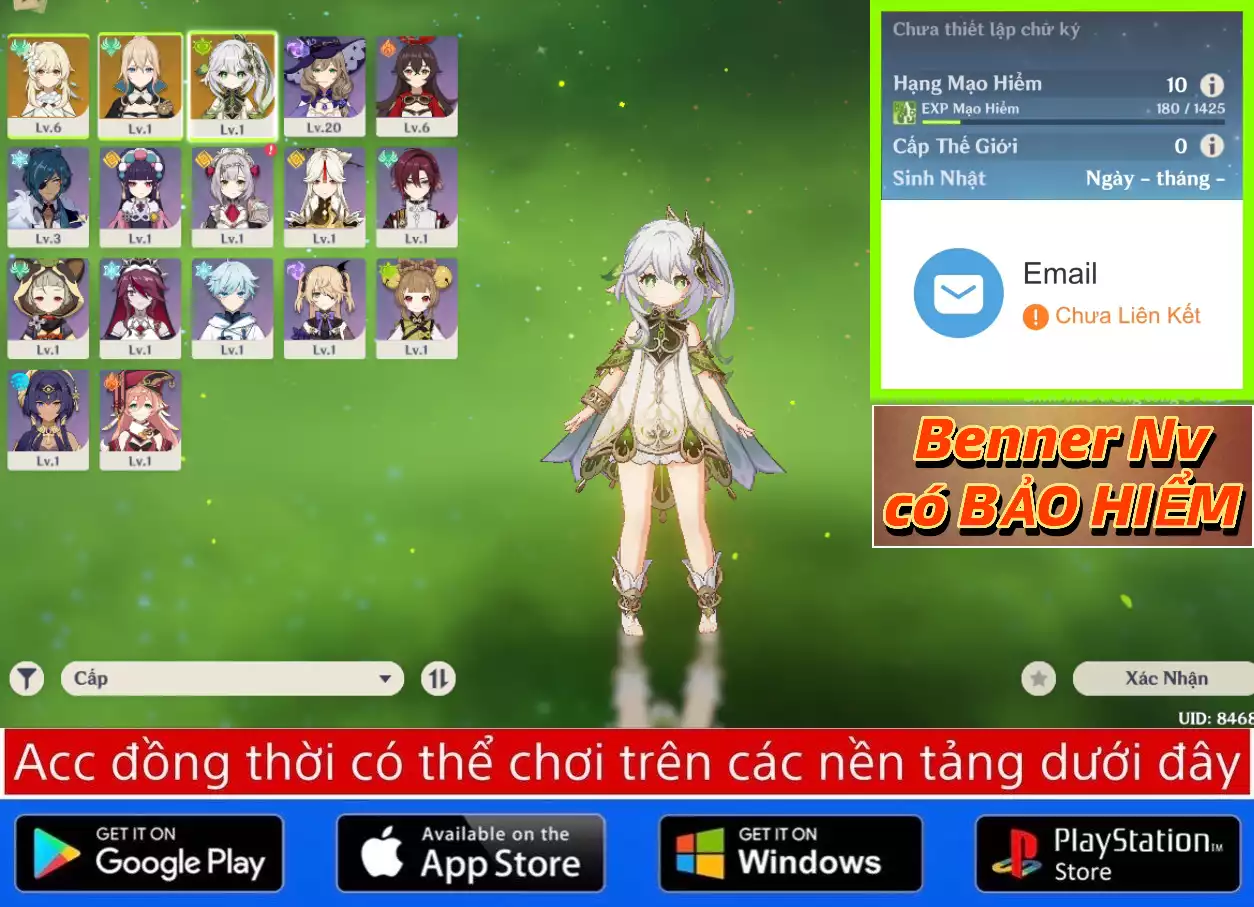 Lv.6
Lv.1
Lv.1
Lv.20
Lv.6
Lv.3
Lv.1
Lv.1
Lv.1
Lv.1
Lv.1
Lv.1
Lv.1
Lv.1
Lv.1
Lv.1
Lv.1
Cấp
Chưa thiết lập chữ ký
Hạng Mạo Hiểm 10
EXP Mạo Hiểm 180 / 1425
Cấp Thế Giới 0
Sinh Nhật Ngày – tháng –
Email
Chưa Liên Kết
Benner Nv
có BẢO HIỂM
Xác Nhận
UID: 8468
Acc đồng thời có thể chơi trên các nền tảng dưới đây
GET IT ON
Google Play
Available on the
App Store
GET IT ON
Windows
PlayStation™
Store